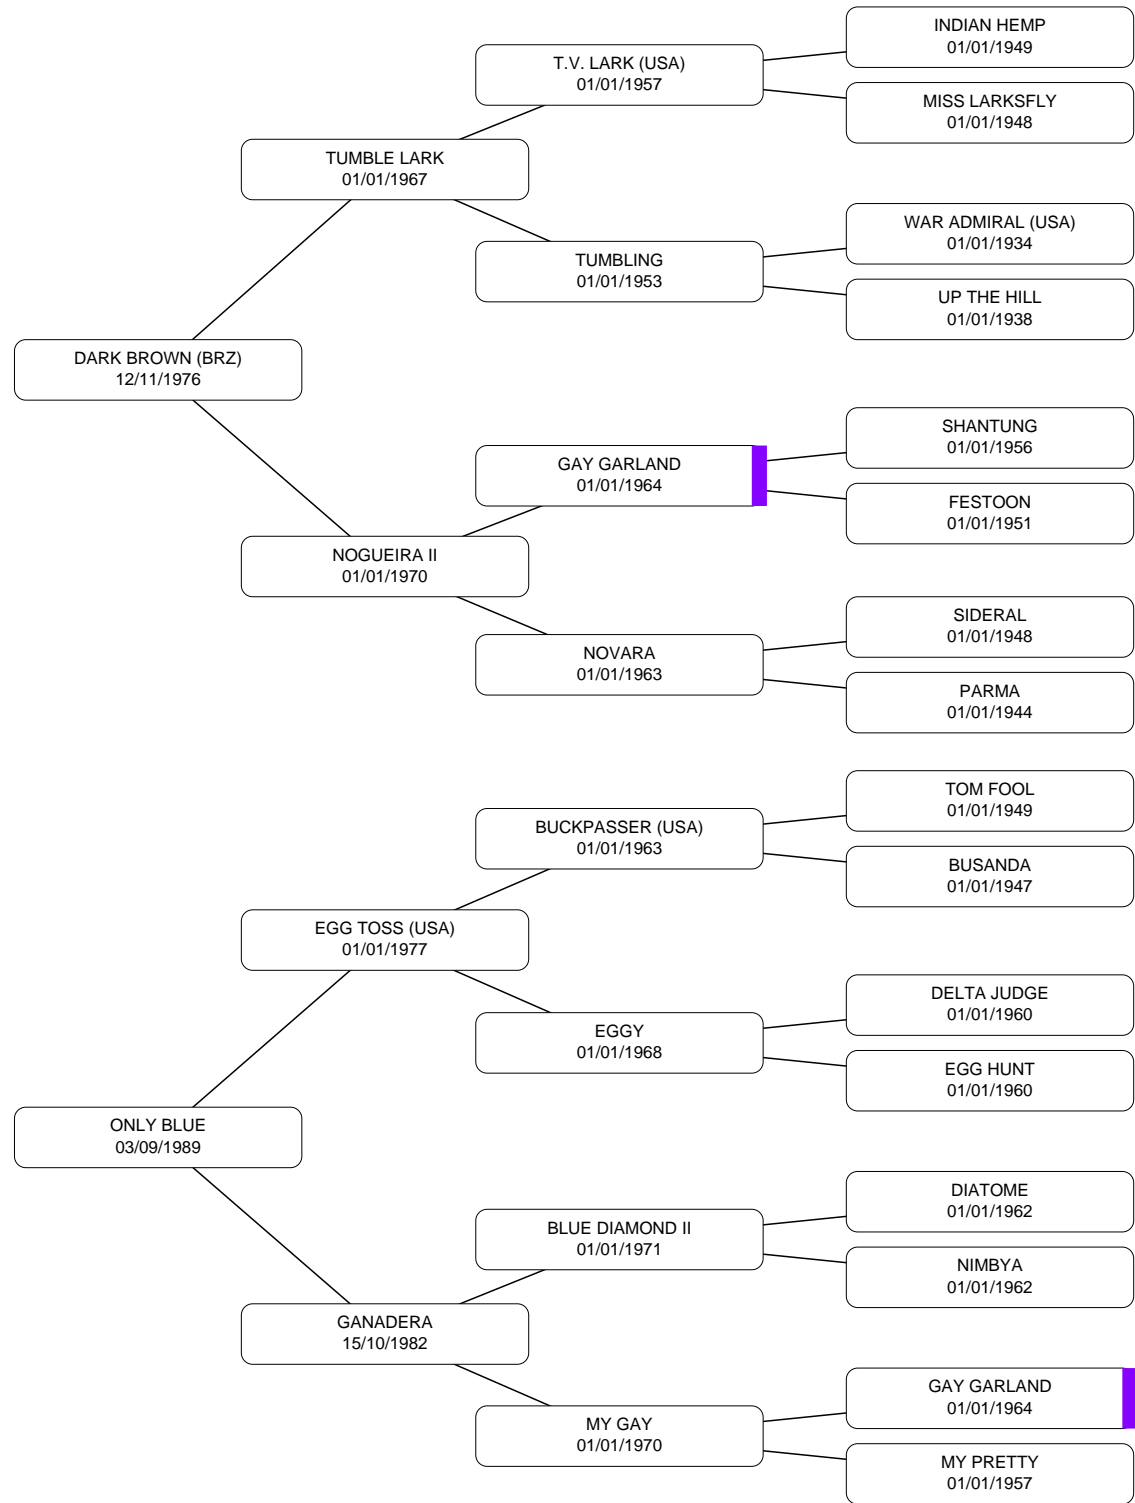 INDIAN HEMP
01/01/1949
T.V. LARK (USA)
01/01/1957
MISS LARKSFLY
01/01/1948
TUMBLE LARK
01/01/1967
WAR ADMIRAL (USA)
01/01/1934
TUMBLING
01/01/1953
UP THE HILL
01/01/1938
DARK BROWN (BRZ)
12/11/1976
SHANTUNG
01/01/1956
GAY GARLAND
01/01/1964
FESTOON
01/01/1951
NOGUEIRA II
01/01/1970
SIDERAL
01/01/1948
NOVARA
01/01/1963
PARMA
01/01/1944
TOM FOOL
01/01/1949
BUCKPASSER (USA)
01/01/1963
BUSANDA
01/01/1947
EGG TOSS (USA)
01/01/1977
DELTA JUDGE
01/01/1960
EGGY
01/01/1968
EGG HUNT
01/01/1960
ONLY BLUE
03/09/1989
DIATOME
01/01/1962
BLUE DIAMOND II
01/01/1971
NIMBYA
01/01/1962
GANADERA
15/10/1982
GAY GARLAND
01/01/1964
MY GAY
01/01/1970
MY PRETTY
01/01/1957